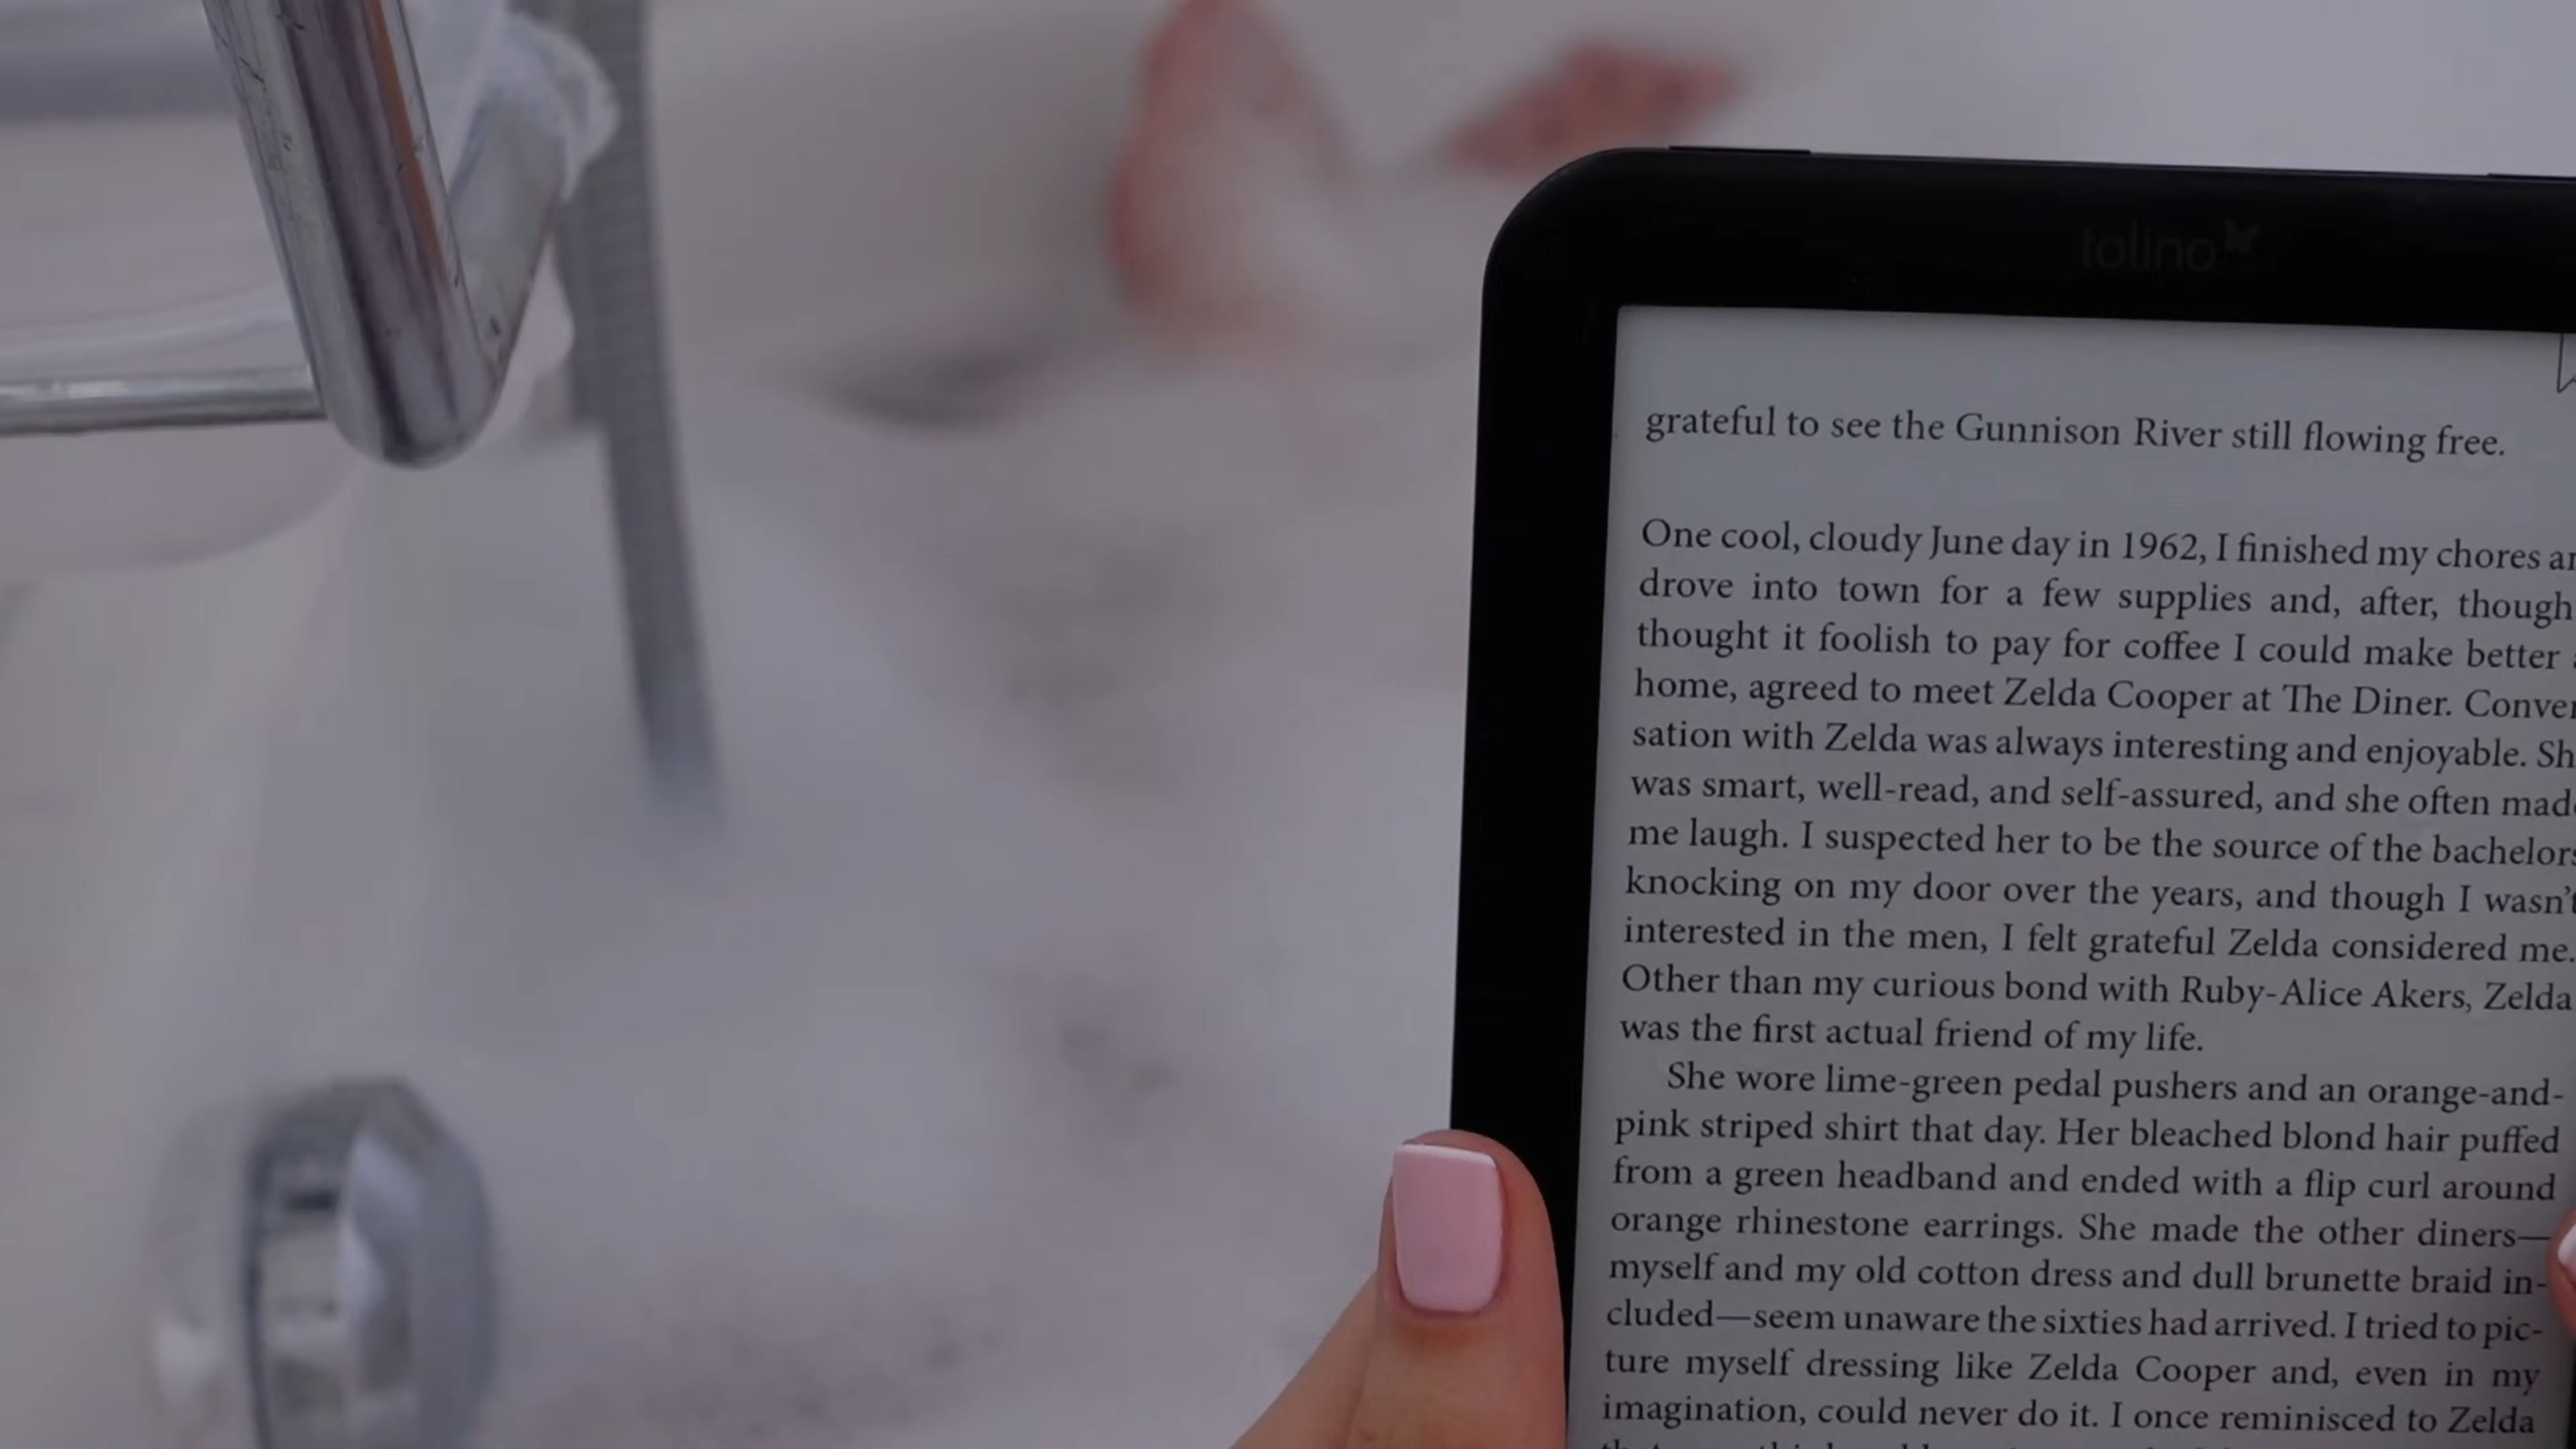 tolino
grateful to see the Gunnison River still flowing free.
One cool, cloudy June day in 1962, I finished my chores
drove into town for a few supplies and, after, though
thought it foolish to pay for coffee I could make better
home, agreed to meet Zelda Cooper at The Diner. Conver
sation with Zelda was always interesting and enjoyable. Sh
was smart, well-read, and self-assured, and she often made
me laugh. I suspected her to be the source of the bachelors
knocking on my door over the years, and though I wasn't
interested in the men, I felt grateful Zelda considered me.
Other than my curious bond with Ruby-Alice Akers, Zelda
was the first actual friend of my life.
She wore lime-green pedal pushers and an orange-and-
pink striped shirt that day. Her bleached blond hair puffed
from a green headband and ended with a flip curl around
orange rhinestone earrings. She made the other diners—
myself and my old cotton dress and dull brunette braid in-
cluded—seem unaware the sixties had arrived. I tried to pic-
ture myself dressing like Zelda Cooper and, even in my
imagination, could never do it. I once reminisced to Zelda